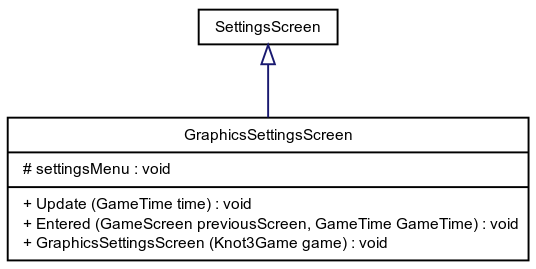 SettingsScreen
GraphicsSettingsScreen
# settingsMenu : void
+ Update (GameTime time) : void
+ Entered (GameScreen previousScreen, GameTime GameTime) : void
+ GraphicsSettingsScreen (Knot3Game game) : void